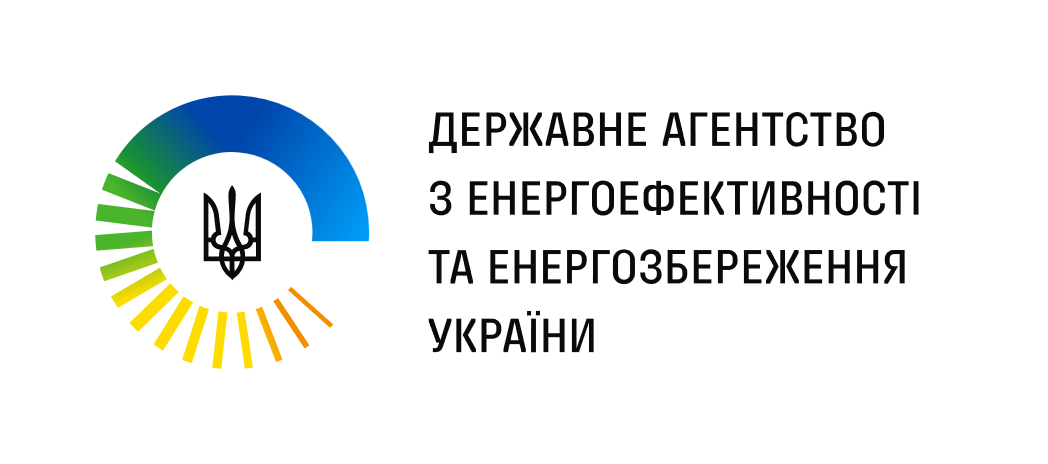 ДЕРЖАВНЕ АГЕНТСТВО
З ЕНЕРГОЕФЕКТИВНОСТІ
ТА ЕНЕРГОЗБЕРЕЖЕННЯ
УКРАЇНИ